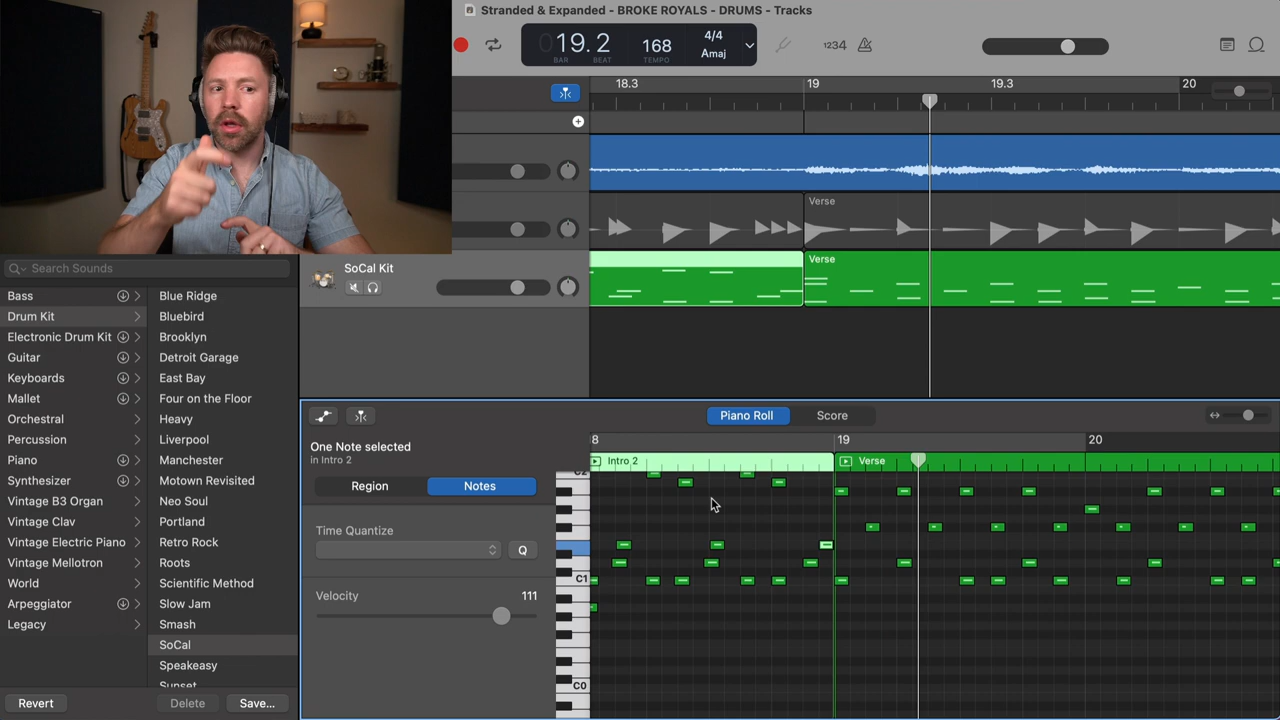 Stranded & Expanded - BROKE ROYALS - DRUMS - Tracks
019.2
BAR
BEAT
168
TEMPO
4/4
Amaj
1234
18.3
19
19.3
20
Verse
SoCal Kit
Verse
Search Sounds
Bass
Drum Kit
Electronic Drum Kit
Guitar
Keyboards
Mallet
Orchestral
Percussion
Piano
Synthesizer
Vintage B3 Organ
Vintage Clav
Vintage Electric Piano
Vintage Mellotron
World
Arpeggiator
Legacy
Blue Ridge
Bluebird
Brooklyn
Detroit Garage
East Bay
Four on the Floor
Heavy
Liverpool
Manchester
Motown Revisited
Neo Soul
Portland
Retro Rock
Roots
Scientific Method
Slow Jam
Smash
SoCal
Speakeasy
Sunset
Revert
Delete
Save...
Piano Roll
Score
One Note selected
in Intro 2
Region
Notes
Time Quantize
Q
Velocity
111
8
19
20
Intro 2
Verse
C2
C1
C0